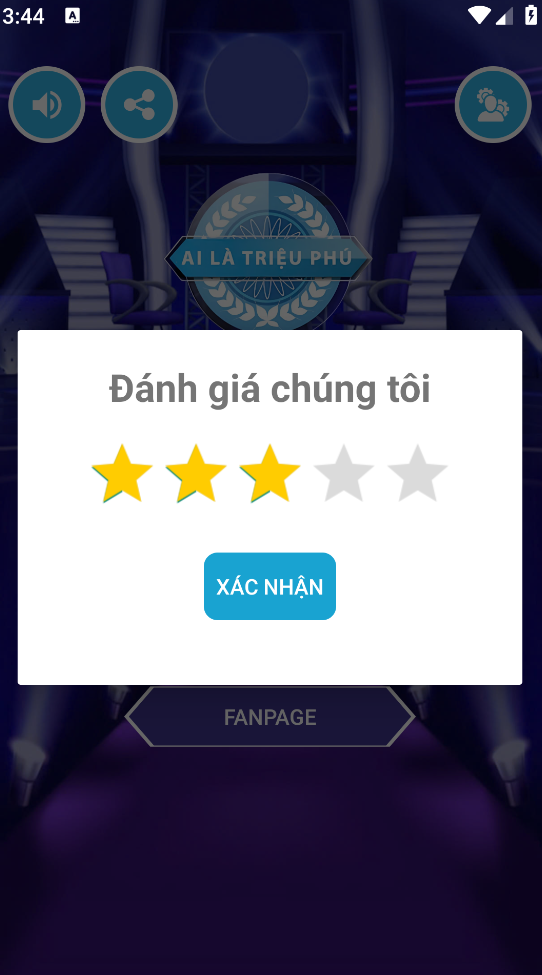 3:44
A
AI LÀ TRIỆU PHÚ
Đánh giá chúng tôi
XÁC NHẬN
FANPAGE